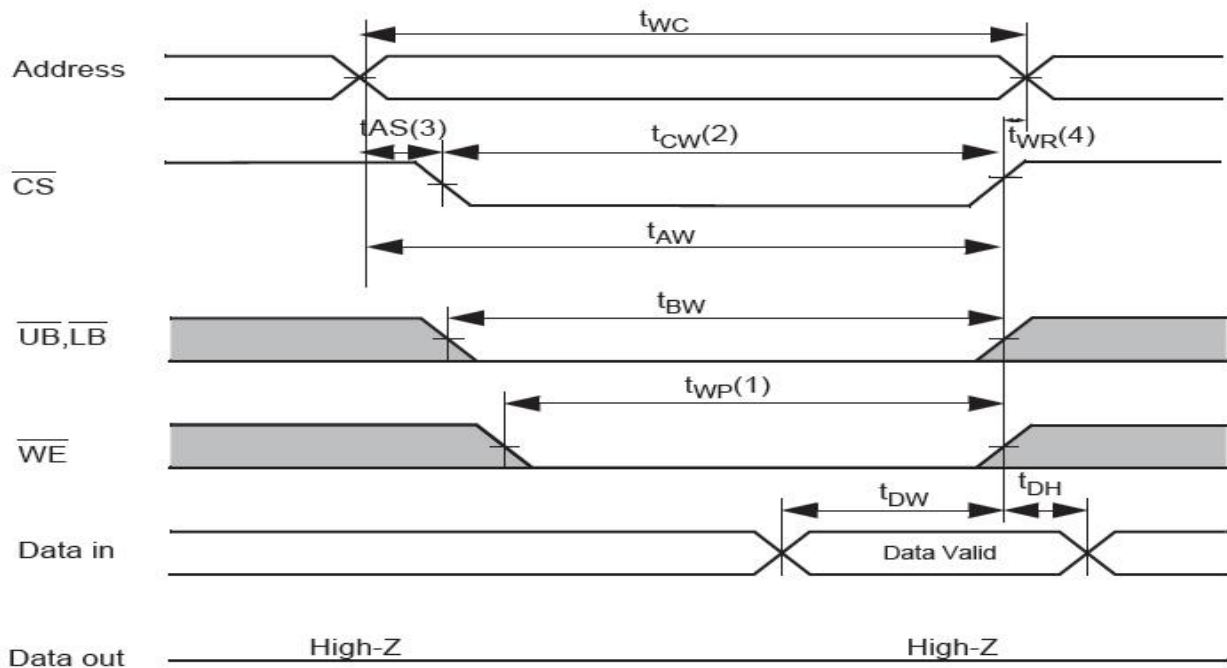 tWC
Address
tAS(3)
tCW(2)
tWR(4)
CS
tAW
tBW
UB,LB
tWP(1)
WE
tDW
tDH
Data in
Data Valid
High-Z
High-Z
Data out